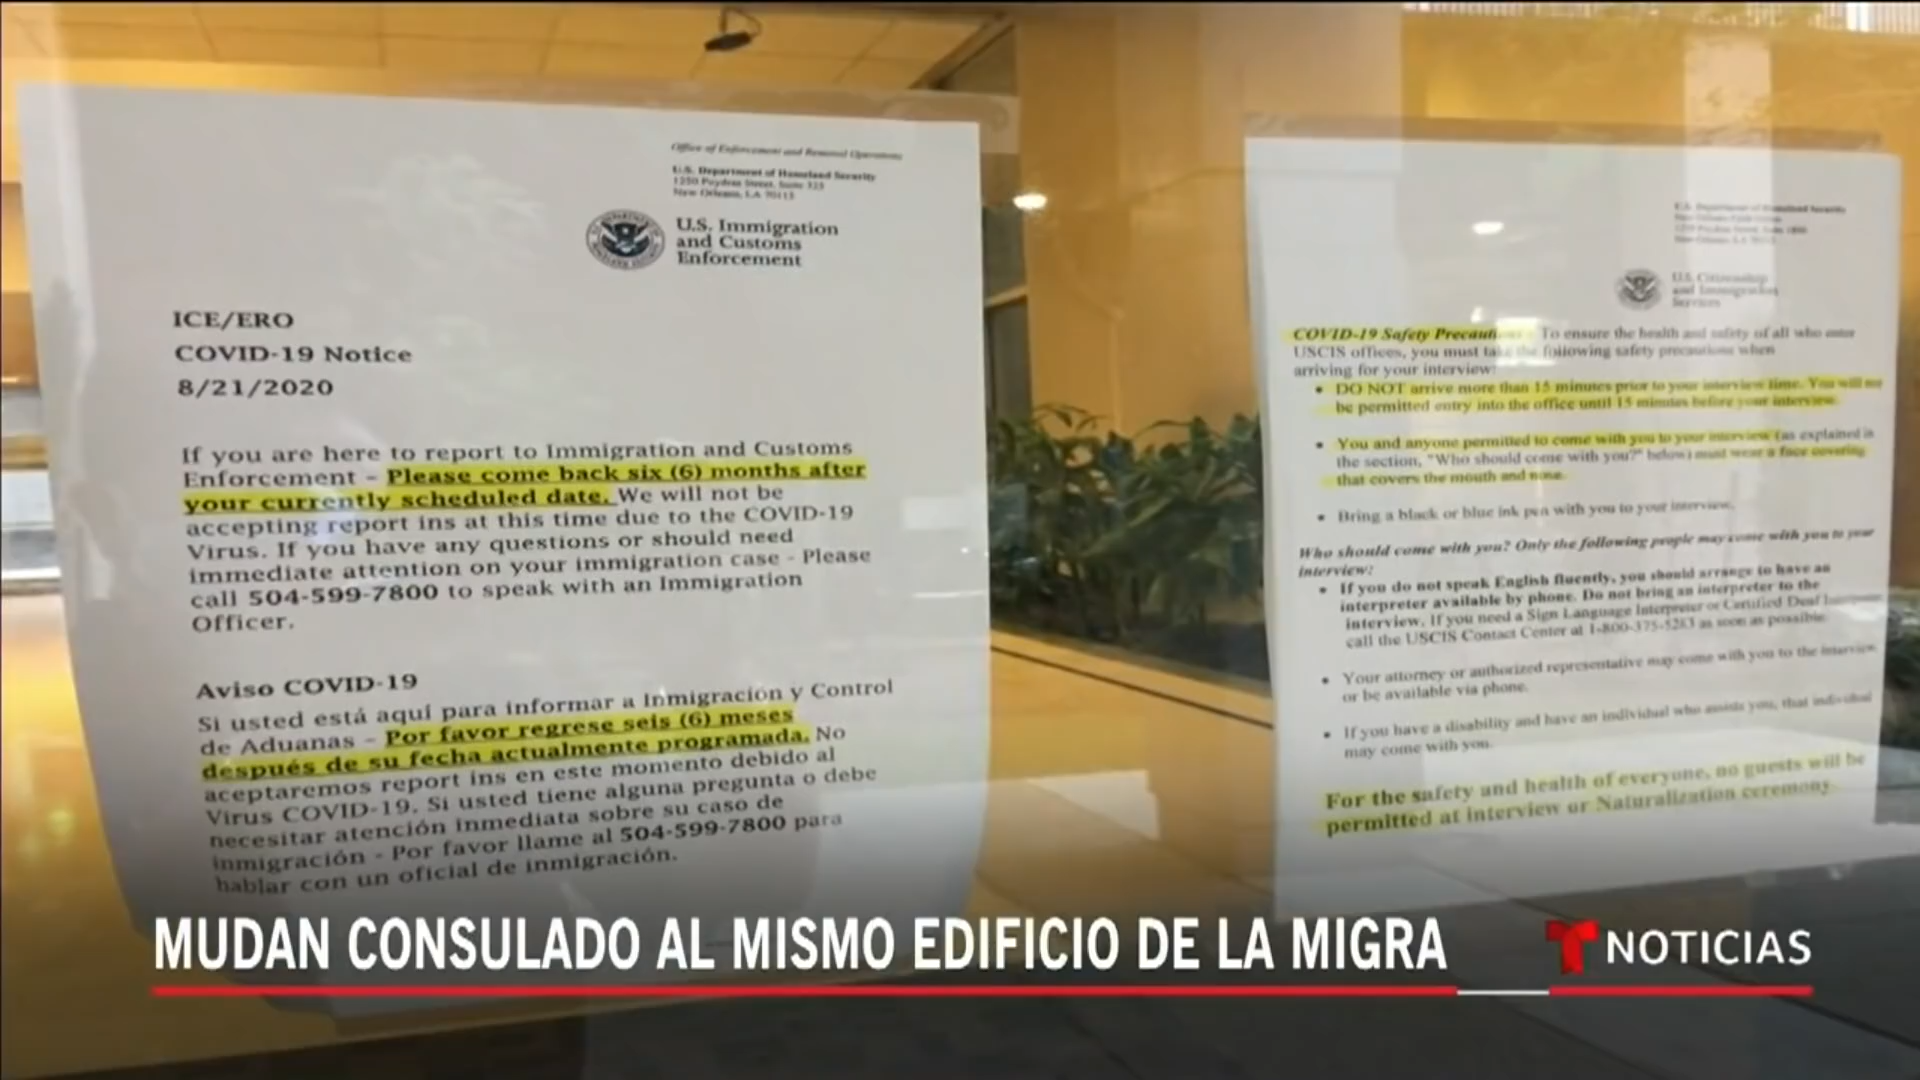 Office of Enforcement and Removal Operations
U.S. Department of Homeland Security
1250 Poydras Street, Suite 325
New Orleans, LA 70113
U.S. Immigration
and Customs
Enforcement
ICE/ERO
COVID-19 Notice
8/21/2020
If you are here to report to Immigration and Customs
Enforcement – Please come back six (6) months after
your currently scheduled date. We will not be
accepting report ins at this time due to the COVID-19
Virus. If you have any questions or should need
immediate attention on your immigration case - Please
call 504-599-7800 to speak with an Immigration
Officer.
Aviso COVID-19
Si usted está aquí para informar a Inmigración y Control
de Aduanas – Por favor regrese seis (6) meses
después de su fecha actualmente programada. No
aceptaremos report ins en este momento debido al
Virus COVID-19. Si usted tiene alguna pregunta o debe
necesitar atención inmediata sobre su caso de
inmigración - Por favor llame al 504-599-7800 para
hablar con un oficial de inmigración.
U.S. Department of Homeland Security
U.S. Citizenship
and Immigration
Services
COVID-19 Safety Precautions To ensure the health and safety of all who enter
USCIS offices, you must take the following safety precautions when
arriving for your interview:
• DO NOT arrive more than 15 minutes prior to your interview time. You will not
be permitted entry into the office until 15 minutes before your interview.
• You and anyone permitted to come with you to your interview (as explained in
the section, "Who should come with you?" below) must wear a face covering
that covers the mouth and nose.
• Bring a black or blue ink pen with you to your interview.
Who should come with you? Only the following people may come with you to your
interview:
• If you do not speak English fluently, you should arrange to have an
interpreter available by phone. Do not bring an interpreter to the
interview. If you need a Sign Language Interpreter or Certified Deaf Interpreter
call the USCIS Contact Center at 1-800-375-5283 as soon as possible.
• Your attorney or authorized representative may come with you to the interview
or be available via phone.
• If you have a disability and have an individual who assists you, that individual
may come with you.
For the safety and health of everyone, no guests will be
permitted at interview or Naturalization ceremony.
MUDAN CONSULADO AL MISMO EDIFICIO DE LA MIGRA
NOTICIAS